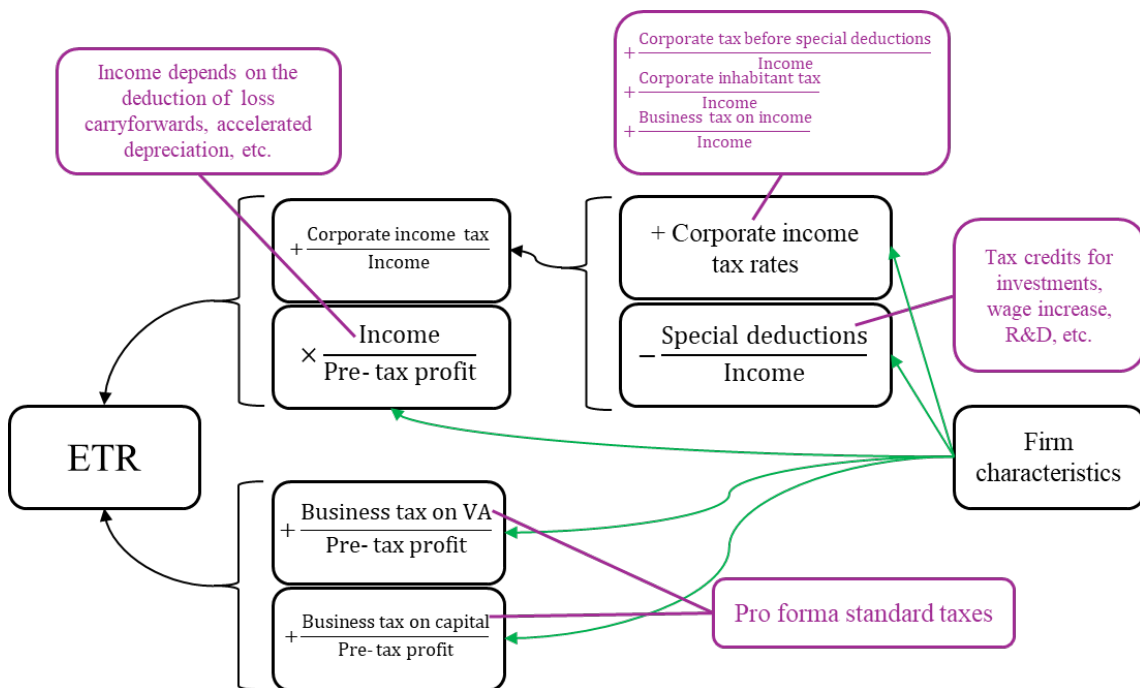 Income depends on the
deduction of loss
carryforwards, accelerated
depreciation, etc.
+ Corporate tax before special deductions
Income
+ Corporate inhabitant tax
Income
+ Business tax on income
Income
+ Corporate income tax
Income
× Income
Pre- tax profit
+ Corporate income
tax rates
− Special deductions
Income
Tax credits for
investments,
wage increase,
R&D, etc.
ETR
Firm
characteristics
+ Business tax on VA
Pre- tax profit
+ Business tax on capital
Pre- tax profit
Pro forma standard taxes